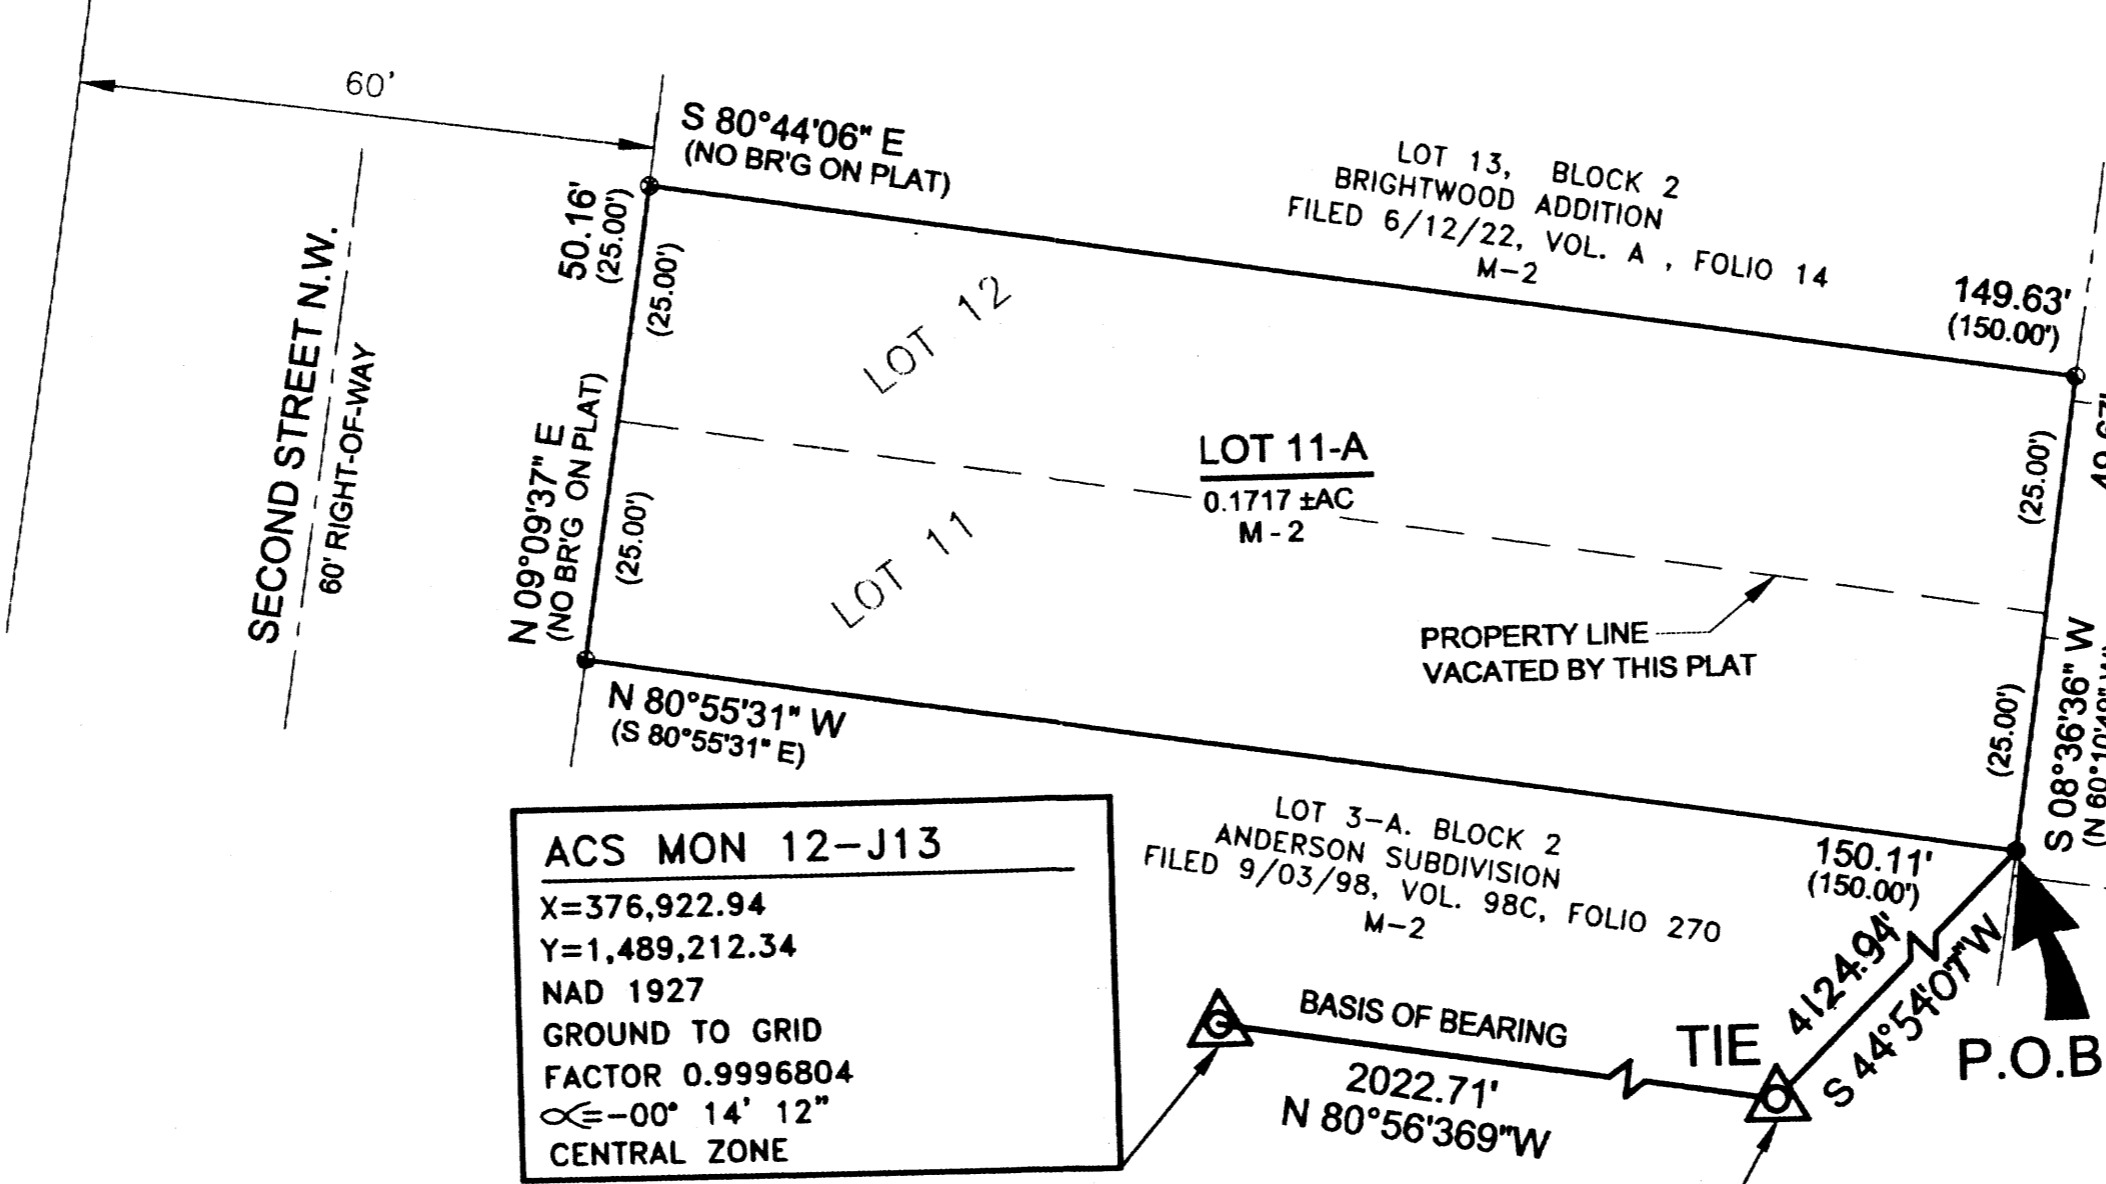 60'
S 80°44'06" E
(NO BR'G ON PLAT)
LOT 13, BLOCK 2
BRIGHTWOOD ADDITION
FILED 6/12/22, VOL. A , FOLIO 14
M-2
149.63'
(150.00')
50.16'
(25.00')
(25.00')
LOT 12
SECOND STREET N.W.
60' RIGHT-OF-WAY
N 09°09'37" E
(NO BR'G ON PLAT)
(25.00')
LOT 11
LOT 11-A
0.1717 ±AC
M-2
(25.00')
PROPERTY LINE
VACATED BY THIS PLAT
(25.00')
S 08°36'36" W
N 80°55'31" W
(S 80°55'31" E)
LOT 3-A. BLOCK 2
ANDERSON SUBDIVISION
FILED 9/03/98, VOL. 98C, FOLIO 270
M-2
150.11'
(150.00')
ACS MON 12-J13
X=376,922.94
Y=1,489,212.34
NAD 1927
GROUND TO GRID
FACTOR 0.9996804
∝=-00° 14' 12"
CENTRAL ZONE
BASIS OF BEARING
2022.71'
N 80°56'369"W
TIE
4124.94'
S 44°54'07"W
P.O.B